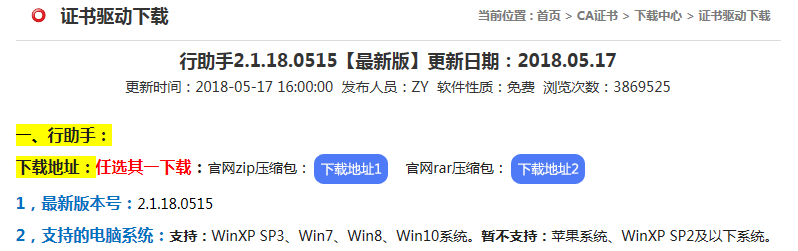 证书驱动下载
当前位置：首页 > CA证书 > 下载中心 > 证书驱动下载
行助手2.1.18.0515【最新版】更新日期：2018.05.17
更新时间：2018-05-17 16:00:00 发布人员：ZY 软件性质：免费 浏览次数：3869525
一、行助手：
下载地址：任选其一下载：官网zip压缩包： 下载地址1 官网rar压缩包： 下载地址2
1，最新版本号：2.1.18.0515
2，支持的电脑系统：支持：WinXP SP3、Win7、Win8、Win10系统。暂不支持：苹果系统、WinXP SP2及以下系统。